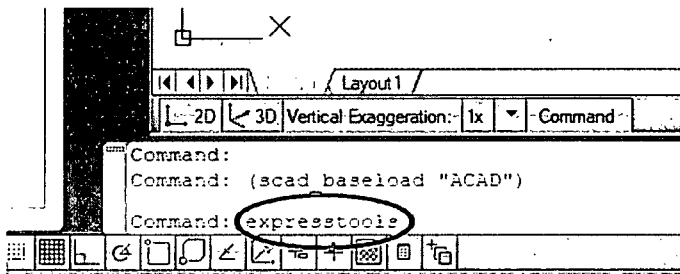 X
Layout1
2D 3D Vertical Exaggeration: 1x Command
Command:
Command: (scad baseload "ACAD")
Command: expresstools